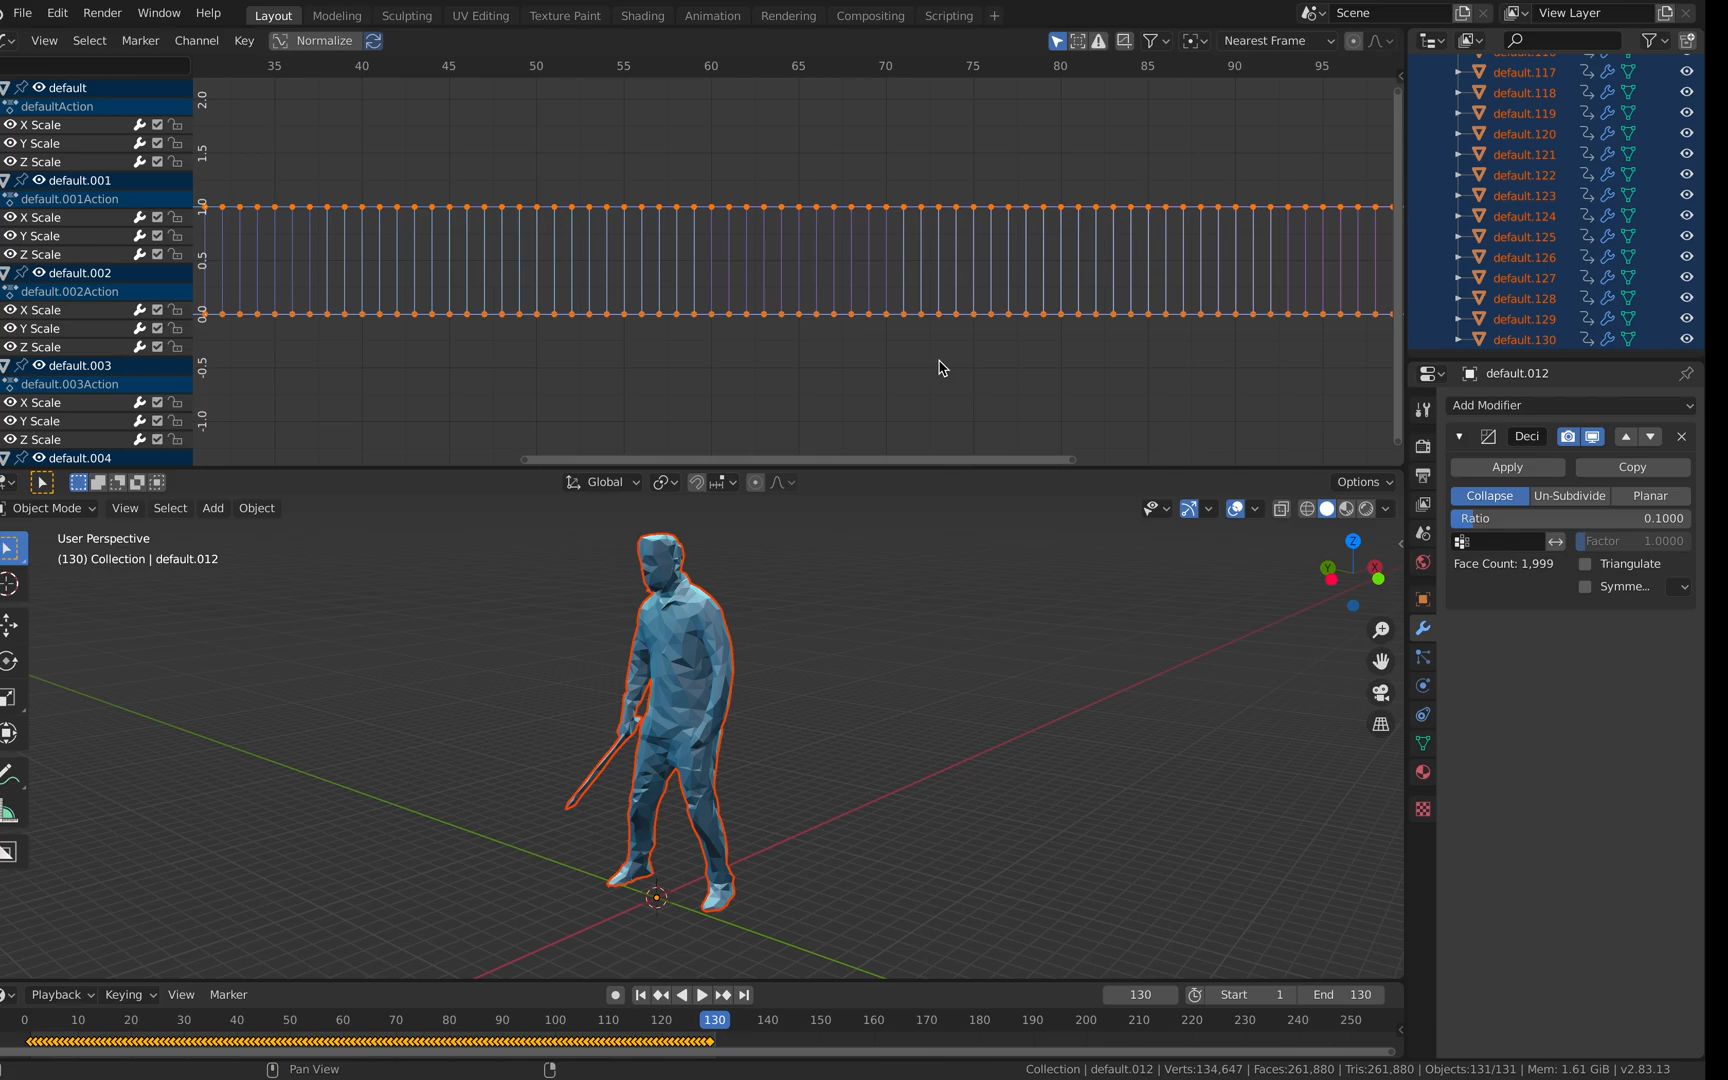 File Edit Render Window Help
Layout Modeling Sculpting UV Editing Texture Paint Shading Animation Rendering Compositing Scripting +
Scene
View Layer
View Select Marker Channel Key Normalize
Nearest Frame
35 40 45 50 55 60 65 70 75 80 85 90 95
default
defaultAction
X Scale
Y Scale
Z Scale
default.001
default.001Action
X Scale
Y Scale
Z Scale
default.002
default.002Action
X Scale
Y Scale
Z Scale
default.003
default.003Action
X Scale
Y Scale
Z Scale
default.004
2.0
1.5
1.0
0.5
0.0
-0.5
-1.0
default.117
default.118
default.119
default.120
default.121
default.122
default.123
default.124
default.125
default.126
default.127
default.128
default.129
default.130
default.012
Add Modifier
Deci
Apply Copy
Collapse Un-Subdivide Planar
Ratio 0.1000
Factor 1.0000
Face Count: 1,999 Triangulate
Symme...
Global
Options
Object Mode View Select Add Object
User Perspective
(130) Collection | default.012
Z
Y
X
Playback Keying View Marker
130 Start 1 End 130
0 10 20 30 40 50 60 70 80 90 100 110 120 130 140 150 160 170 180 190 200 210 220 230 240 250
Pan View
Collection | default.012 | Verts:134,647 | Faces:261,880 | Tris:261,880 | Objects:131/131 | Mem: 1.61 GiB | v2.83.13